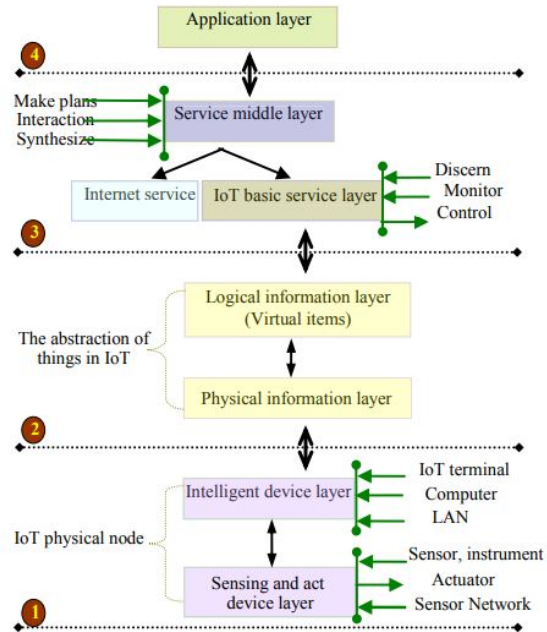 Application layer
4
Make plans
Interaction
Synthesize
Service middle layer
Internet service
IoT basic service layer
Discern
Monitor
Control
3
Logical information layer
(Virtual items)
The abstraction of
things in IoT
Physical information layer
2
Intelligent device layer
IoT terminal
Computer
LAN
IoT physical node
Sensing and act
device layer
Sensor, instrument
Actuator
Sensor Network
1